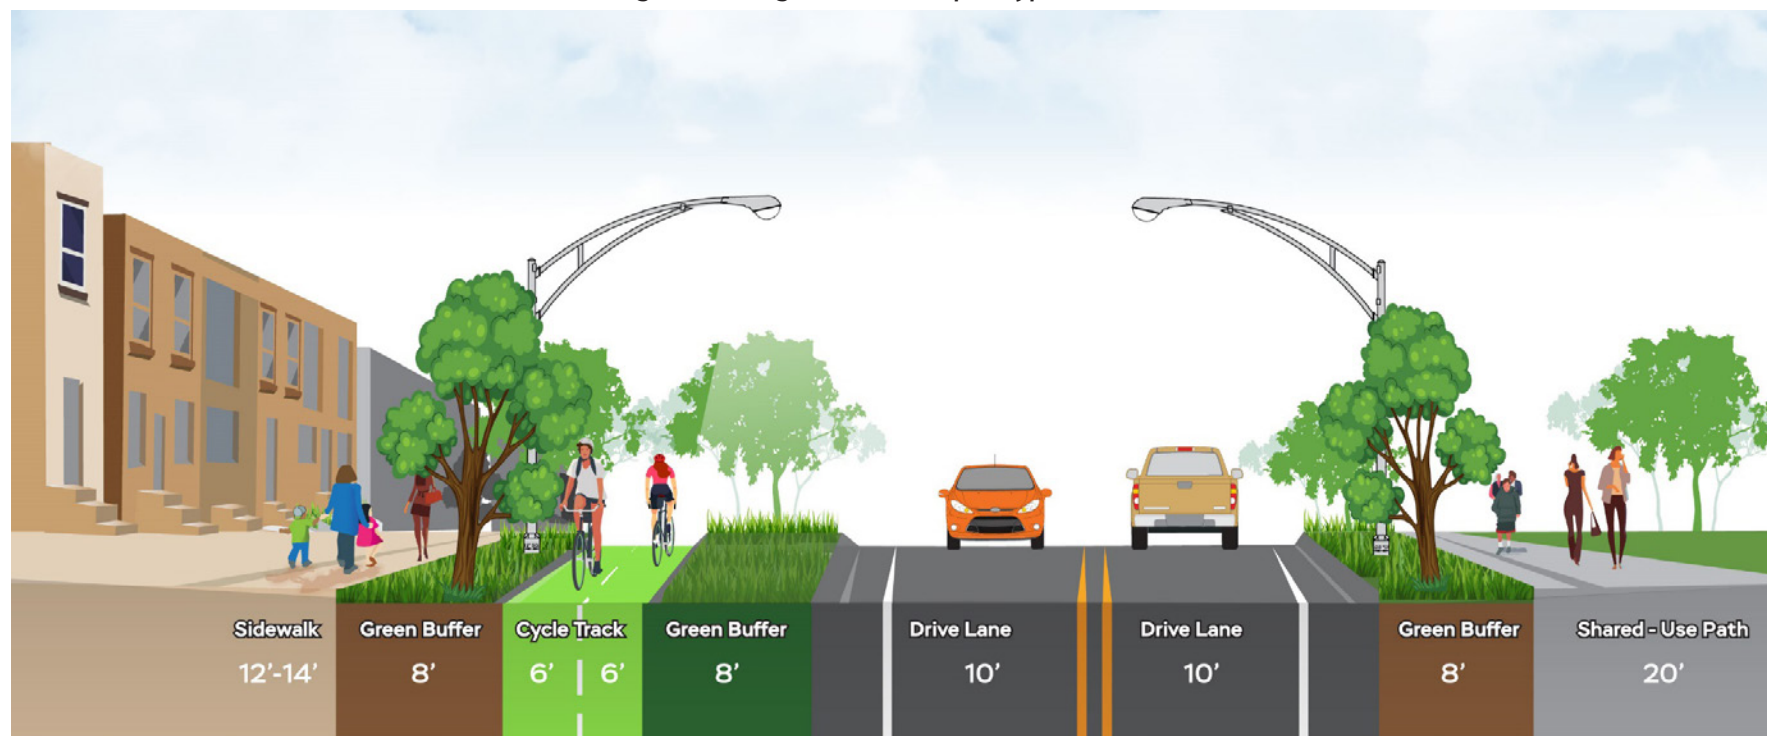 Sidewalk
12'-14'
Green Buffer
8'
Cycle Track
6' 6'
Green Buffer
8'
Drive Lane
10'
Drive Lane
10'
Green Buffer
8'
Shared - Use Path
20'